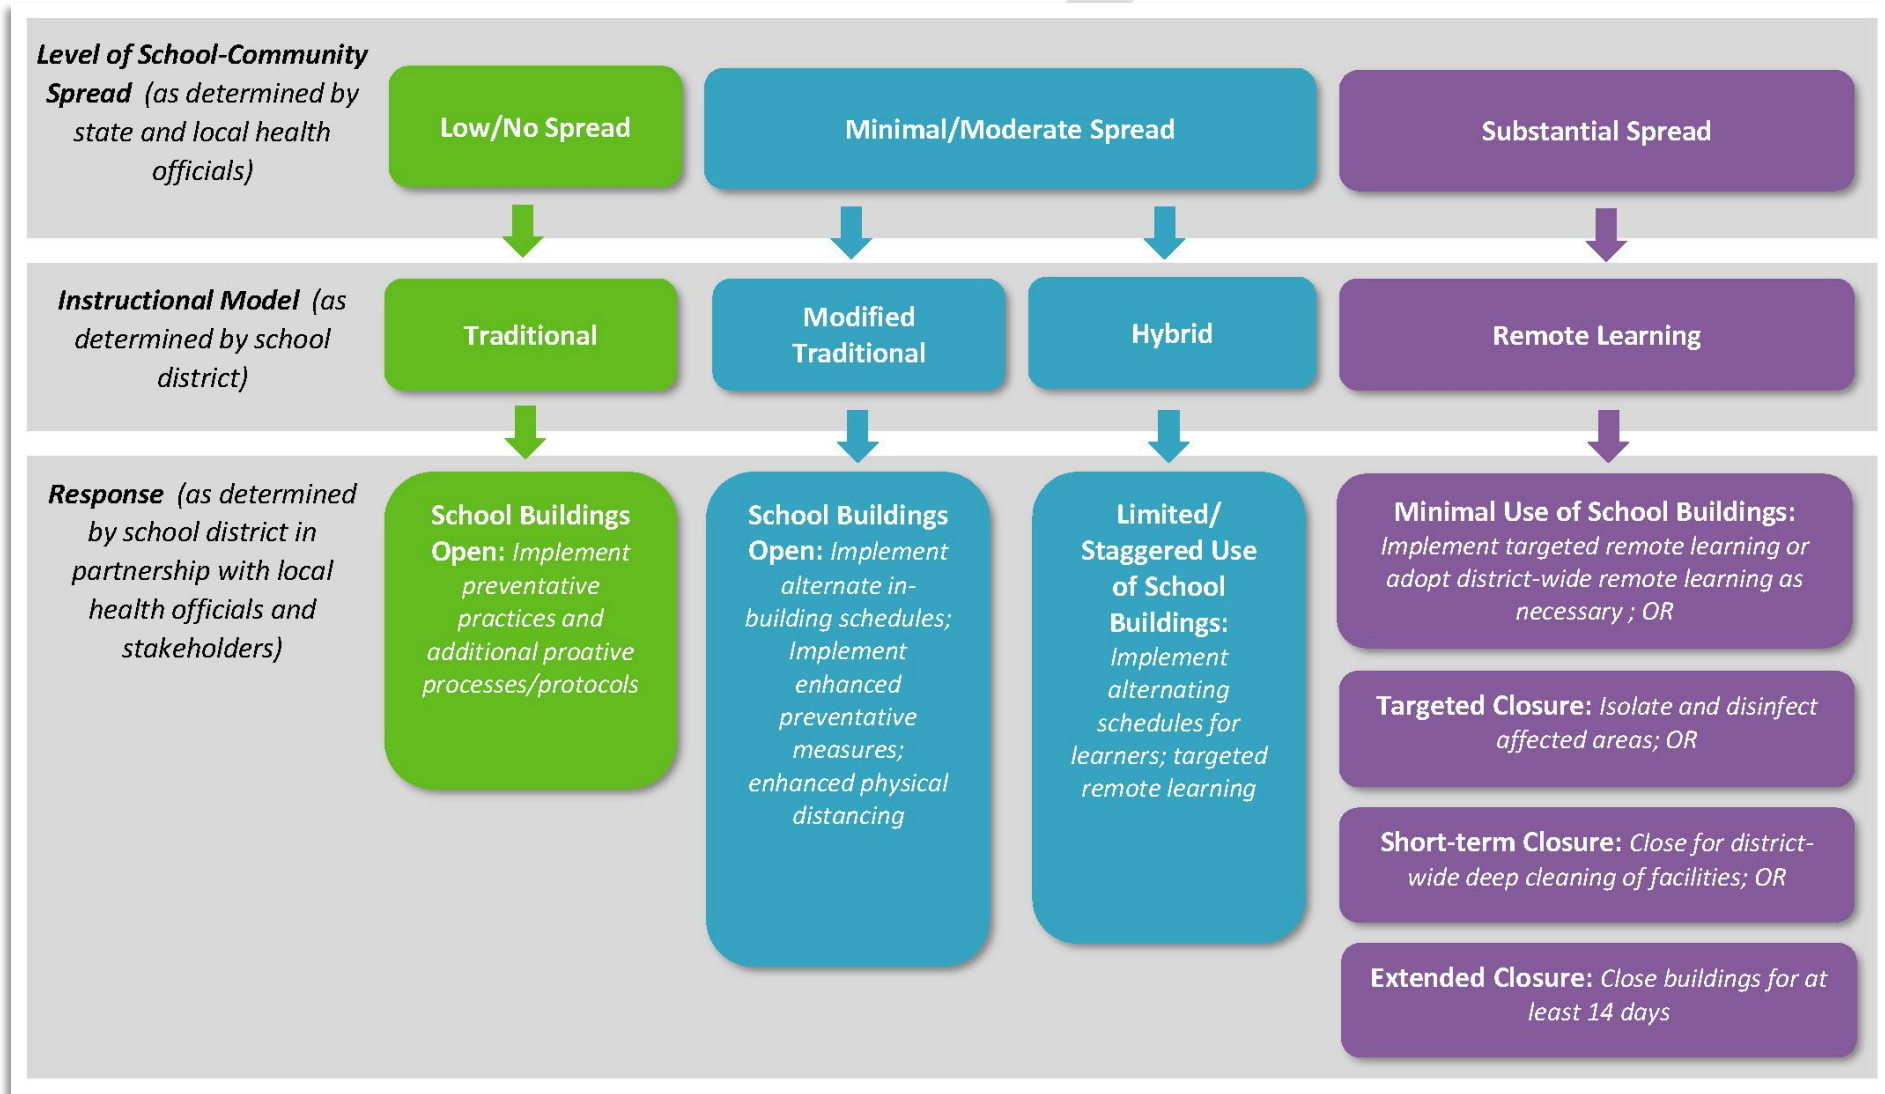 Level of School-Community
Spread (as determined by
state and local health
officials)
Low/No Spread
Minimal/Moderate Spread
Substantial Spread
Instructional Model (as
determined by school
district)
Traditional
Modified
Traditional
Hybrid
Remote Learning
Response (as determined
by school district in
partnership with local
health officials and
stakeholders)
School Buildings
Open: Implement
preventative
practices and
additional proative
processes/protocols
School Buildings
Open: Implement
alternate in-
building schedules;
Implement
enhanced
preventative
measures;
enhanced physical
distancing
Limited/
Staggered Use
of School
Buildings:
Implement
alternating
schedules for
learners; targeted
remote learning
Minimal Use of School Buildings:
Implement targeted remote learning or
adopt district-wide remote learning as
necessary ; OR
Targeted Closure: Isolate and disinfect
affected areas; OR
Short-term Closure: Close for district-
wide deep cleaning of facilities; OR
Extended Closure: Close buildings for at
least 14 days